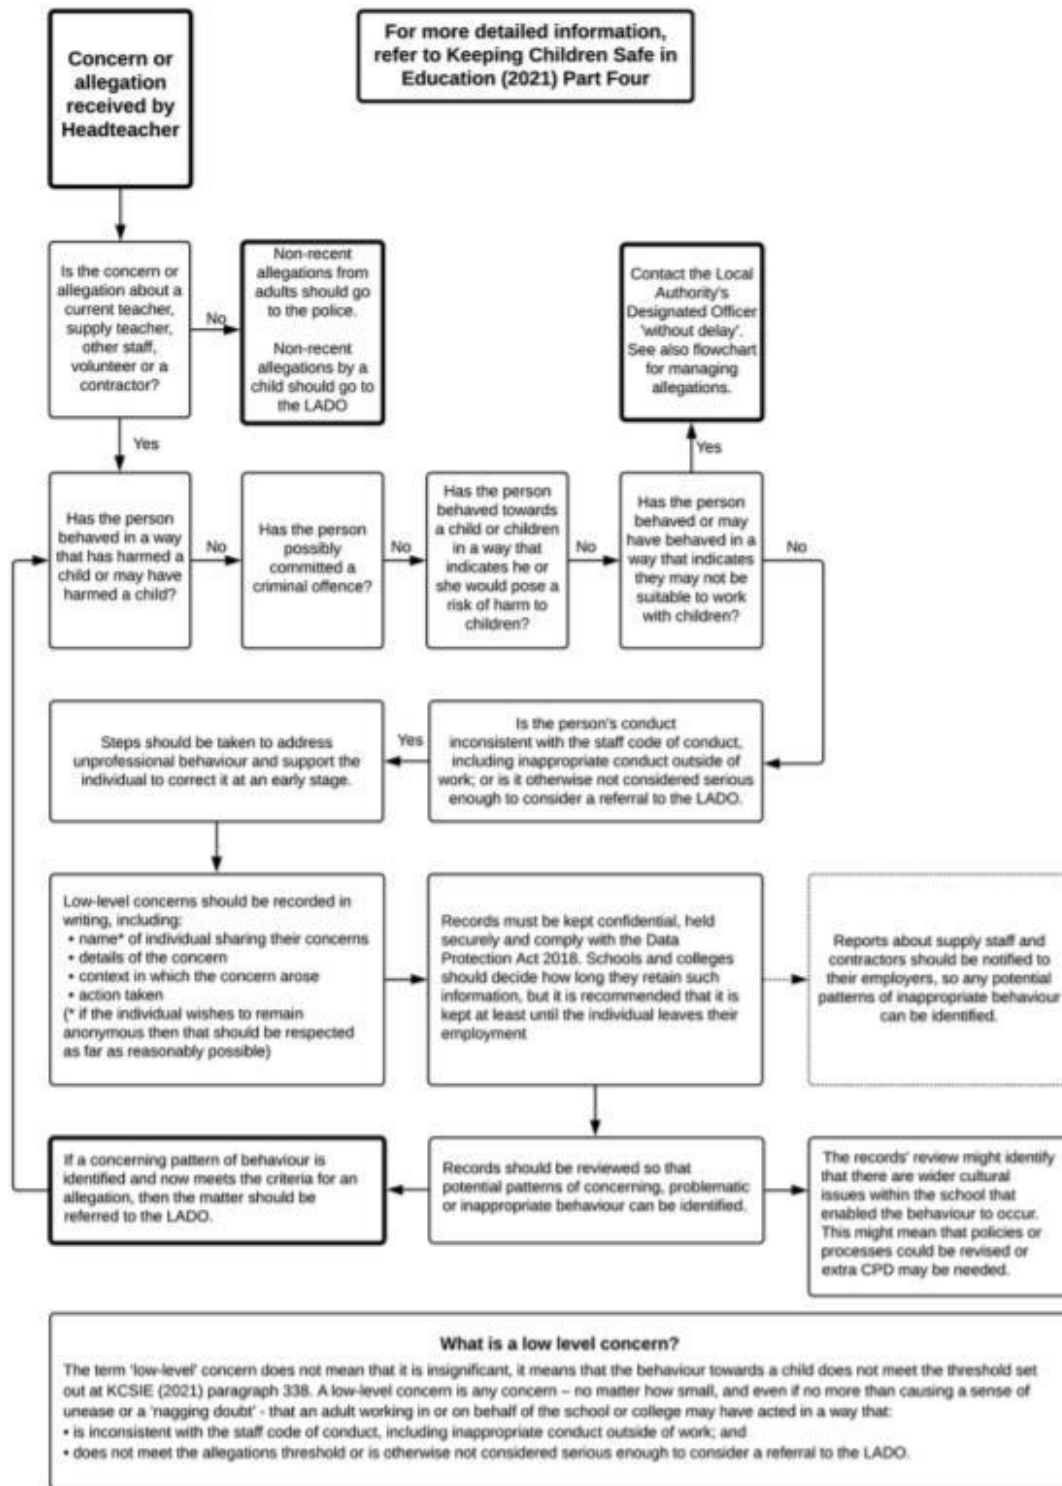 Concern or
allegation
received by
Headteacher
For more detailed information,
refer to Keeping Children Safe in
Education (2021) Part Four
Is the concern or
allegation about a
current teacher,
supply teacher,
other staff,
volunteer or a
contractor?
No
Non-recent
allegations from
adults should go
to the police.
Non-recent
allegations by a
child should go to
the LADO
Contact the Local
Authority's
Designated Officer
'without delay'.
See also flowchart
for managing
allegations.
Yes
Yes
Has the person
behaved in a way
that has harmed a
child or may have
harmed a child?
No
Has the person
possibly
committed a
criminal offence?
No
Has the person
behaved towards
a child or children
in a way that
indicates he or
she would pose a
risk of harm to
children?
No
Has the person
behaved or may
have behaved in a
way that indicates
they may not be
suitable to work
with children?
No
Steps should be taken to address
unprofessional behaviour and support the
individual to correct it at an early stage.
Yes
Is the person's conduct
inconsistent with the staff code of conduct,
including inappropriate conduct outside of
work; or is it otherwise not considered serious
enough to consider a referral to the LADO.
Low-level concerns should be recorded in
writing, including:
• name* of individual sharing their concerns
• details of the concern
• context in which the concern arose
• action taken
(* if the individual wishes to remain
anonymous then that should be respected
as far as reasonably possible)
Records must be kept confidential, held
securely and comply with the Data
Protection Act 2018. Schools and colleges
should decide how long they retain such
information, but it is recommended that it is
kept at least until the individual leaves their
employment
Reports about supply staff and
contractors should be notified to
their employers, so any potential
patterns of inappropriate behaviour
can be identified.
If a concerning pattern of behaviour is
identified and now meets the criteria for an
allegation, then the matter should be
referred to the LADO.
Records should be reviewed so that
potential patterns of concerning, problematic
or inappropriate behaviour can be identified.
The records' review might identify
that there are wider cultural
issues within the school that
enabled the behaviour to occur.
This might mean that policies or
processes could be revised or
extra CPD may be needed.
What is a low level concern?
The term 'low-level' concern does not mean that it is insignificant, it means that the behaviour towards a child does not meet the threshold set
out at KCSIE (2021) paragraph 338. A low-level concern is any concern – no matter how small, and even if no more than causing a sense of
unease or a 'nagging doubt' - that an adult working in or on behalf of the school or college may have acted in a way that:
• is inconsistent with the staff code of conduct, including inappropriate conduct outside of work; and
• does not meet the allegations threshold or is otherwise not considered serious enough to consider a referral to the LADO.